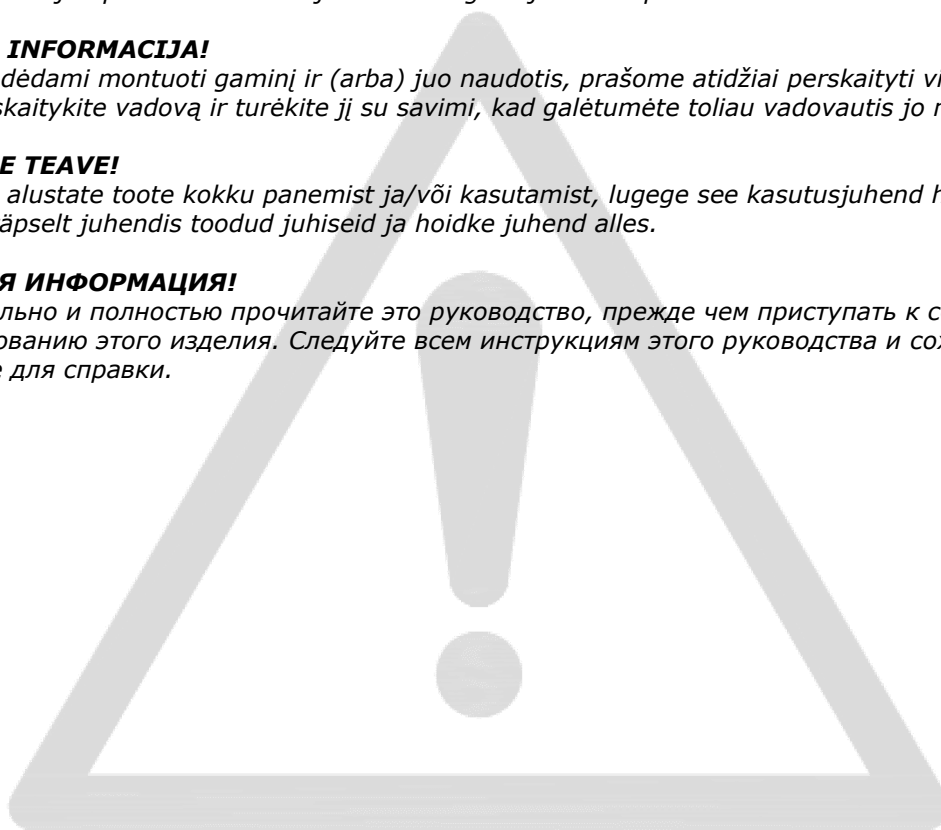 INFORMACIJA!
dėdami montuoti gaminį ir (arba) juo naudotis, prašome atidžiai perskaityti vi
skaitykite vadovą ir turėkite jį su savimi, kad galėtumėte toliau vadovautis jo n
E TEAVE!
alustate toote kokku panemist ja/või kasutamist, lugege see kasutusjuhend h
äpselt juhendis toodud juhiseid ja hoidke juhend alles.
Я ИНФОРМАЦИЯ!
льно и полностью прочитайте это руководство, прежде чем приступать к с
ованию этого изделия. Следуйте всем инструкциям этого руководства и сох
е для справки.